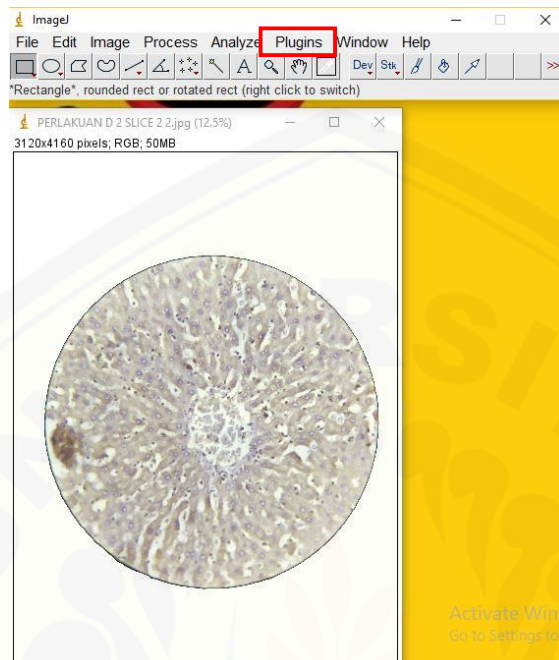 ImageJ
File Edit Image Process Analyze Plugins Window Help
A Dev Stk >>
*Rectangle*, rounded rect or rotated rect (right click to switch)
PERLAKUAN D 2 SLICE 2 2.jpg (12.5%)
3120x4160 pixels; RGB; 50MB
Activate Win
Go to Settings to